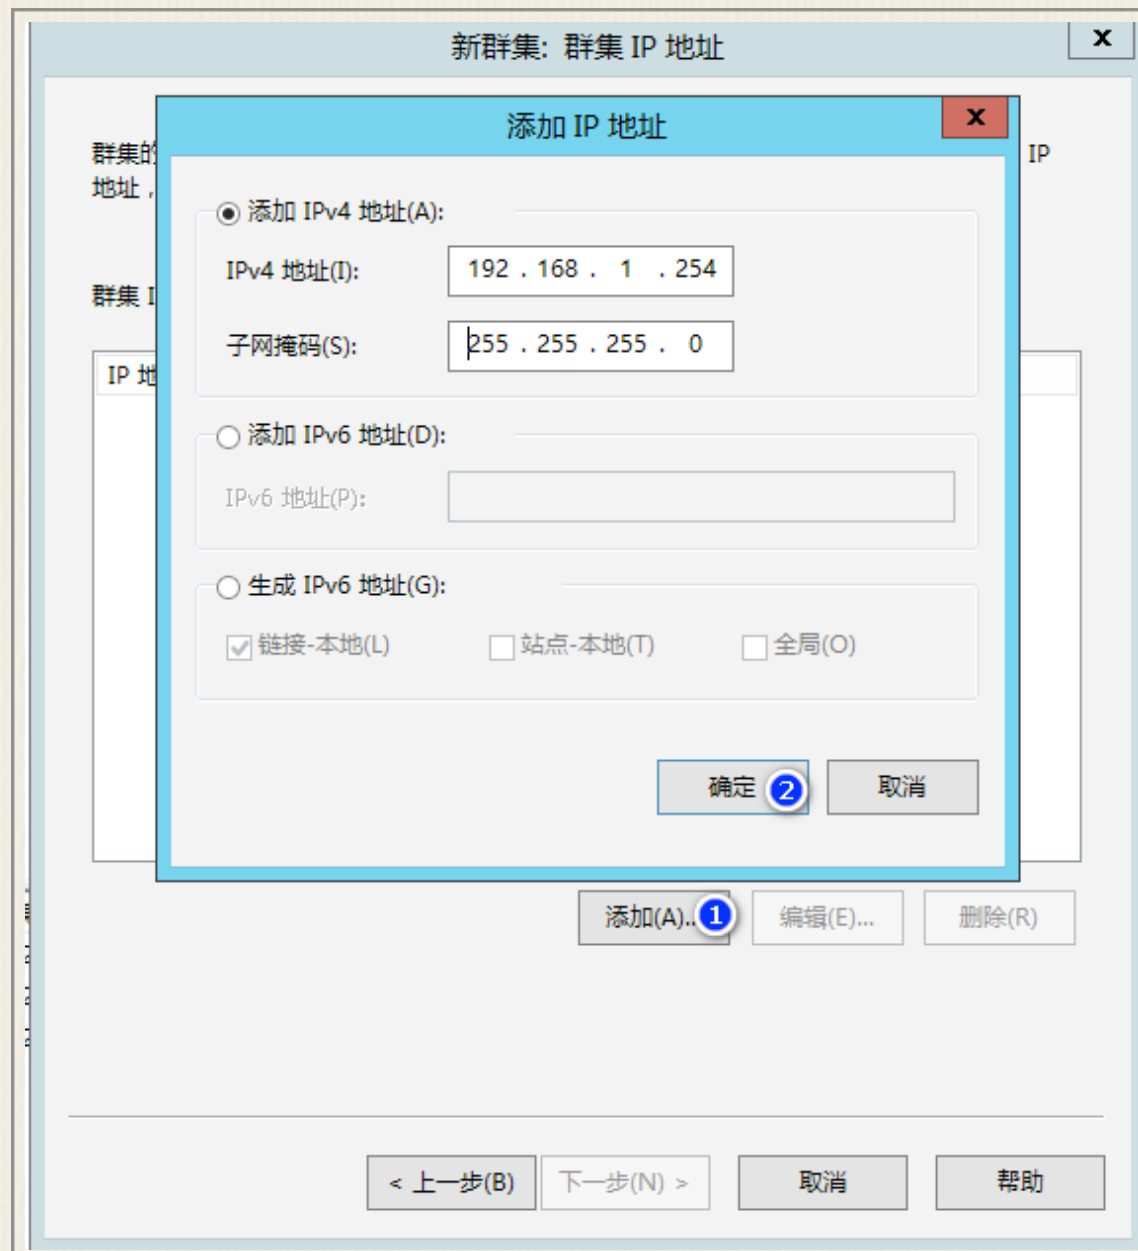 新群集: 群集 IP 地址
x
添加 IP 地址
x
群集的
IP
地址，
添加 IPv4 地址(A):
IPv4 地址(I):
192 . 168 . 1 . 254
群集 I
子网掩码(S):
255 . 255 . 255 . 0
IP 地
添加 IPv6 地址(D):
IPv6 地址(P):
生成 IPv6 地址(G):
链接-本地(L)
站点-本地(T)
全局(O)
确定
2
取消
添加(A)..
1
编辑(E)...
删除(R)
< 上一步(B)
下一步(N) >
取消
帮助